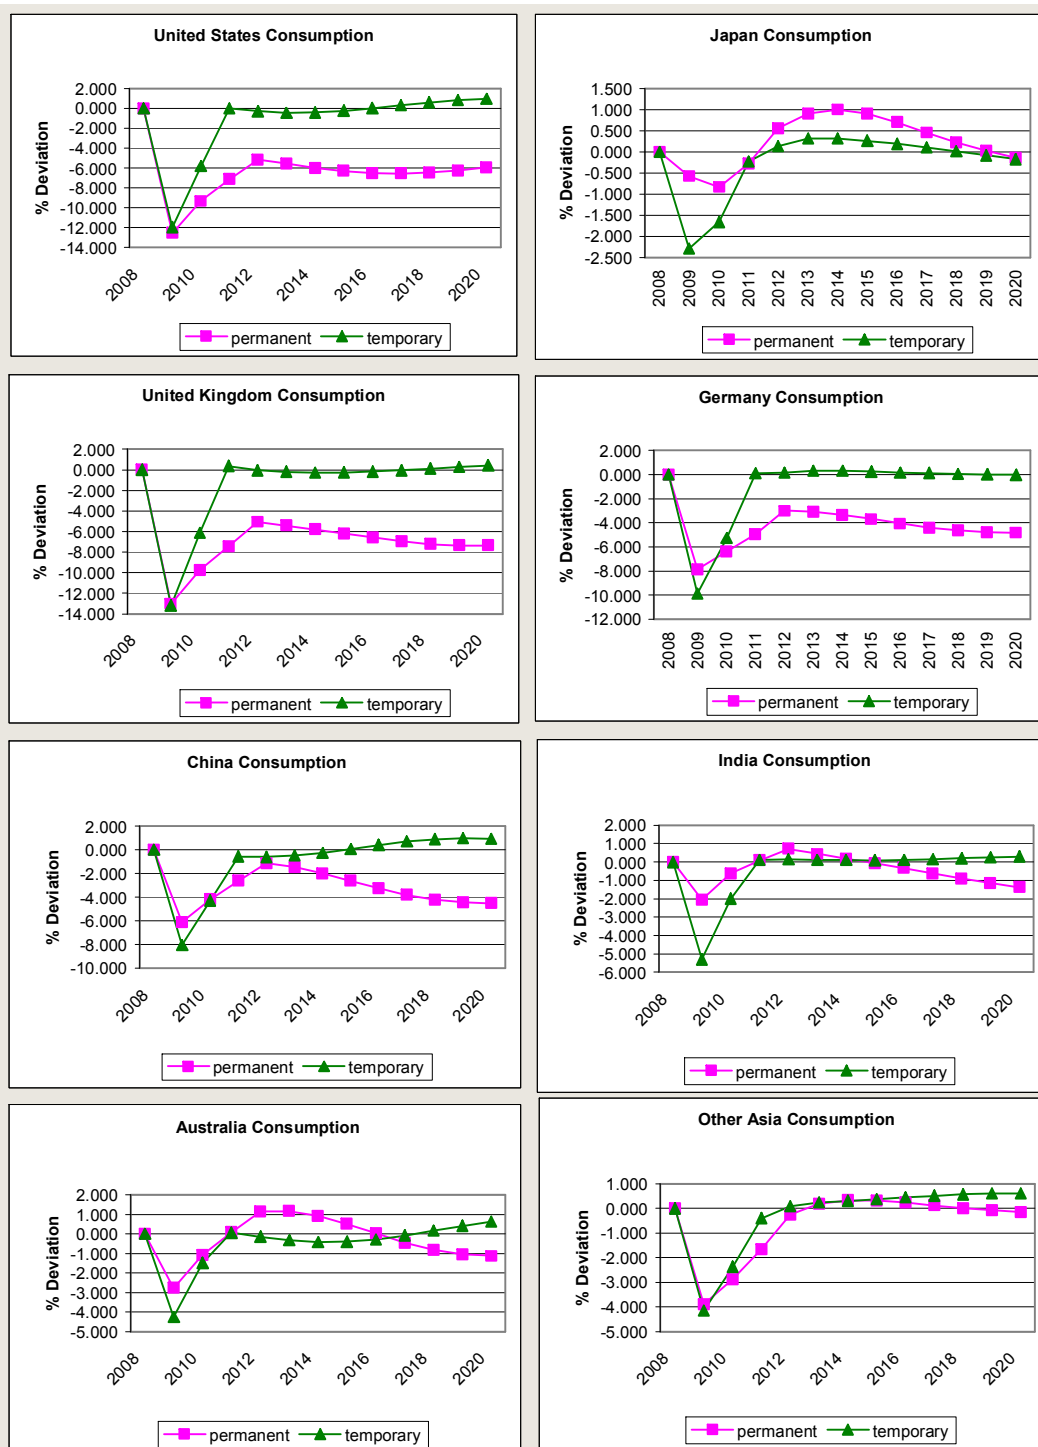 United States Consumption
% Deviation
2.000
0.000
-2.000
-4.000
-6.000
-8.000
-10.000
-12.000
-14.000
2008 2010 2012 2014 2016 2018 2020
permanent temporary
Japan Consumption
% Deviation
1.500
1.000
0.500
0.000
-0.500
-1.000
-1.500
-2.000
-2.500
2008 2009 2010 2011 2012 2013 2014 2015 2016 2017 2018 2019 2020
permanent temporary
United Kingdom Consumption
% Deviation
2.000
0.000
-2.000
-4.000
-6.000
-8.000
-10.000
-12.000
-14.000
2008 2010 2012 2014 2016 2018 2020
permanent temporary
Germany Consumption
% Deviation
2.000
0.000
-2.000
-4.000
-6.000
-8.000
-10.000
-12.000
2008 2009 2010 2011 2012 2013 2014 2015 2016 2017 2018 2019 2020
permanent temporary
China Consumption
% Deviation
2.000
0.000
-2.000
-4.000
-6.000
-8.000
-10.000
2008 2010 2012 2014 2016 2018 2020
permanent temporary
India Consumption
% Deviation
2.000
1.000
0.000
-1.000
-2.000
-3.000
-4.000
-5.000
-6.000
2008 2010 2012 2014 2016 2018 2020
permanent temporary
Australia Consumption
% Deviation
2.000
1.000
0.000
-1.000
-2.000
-3.000
-4.000
-5.000
2008 2010 2012 2014 2016 2018 2020
permanent temporary
Other Asia Consumption
% Deviation
1.000
0.000
-1.000
-2.000
-3.000
-4.000
-5.000
2008 2010 2012 2014 2016 2018 2020
permanent temporary